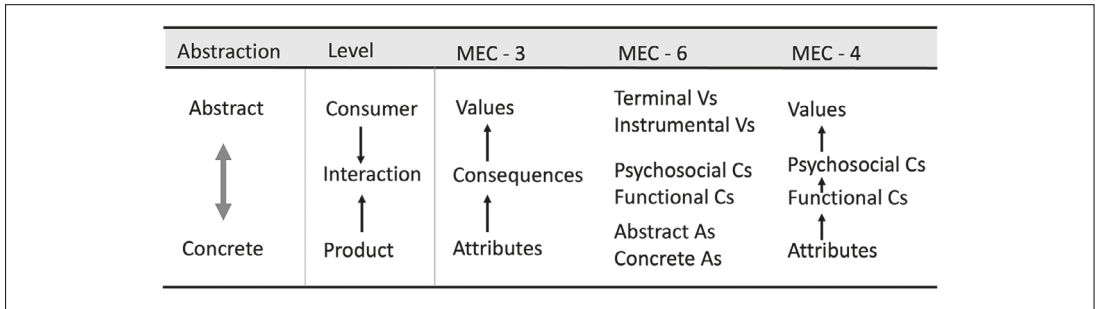 Abstraction Level MEC - 3 MEC - 6 MEC - 4
Abstract Consumer Values Terminal Vs Values
Instrumental Vs
Interaction Consequences Psychosocial Cs Psychosocial Cs
Functional Cs Functional Cs
Concrete Product Attributes Abstract As Attributes
Concrete As